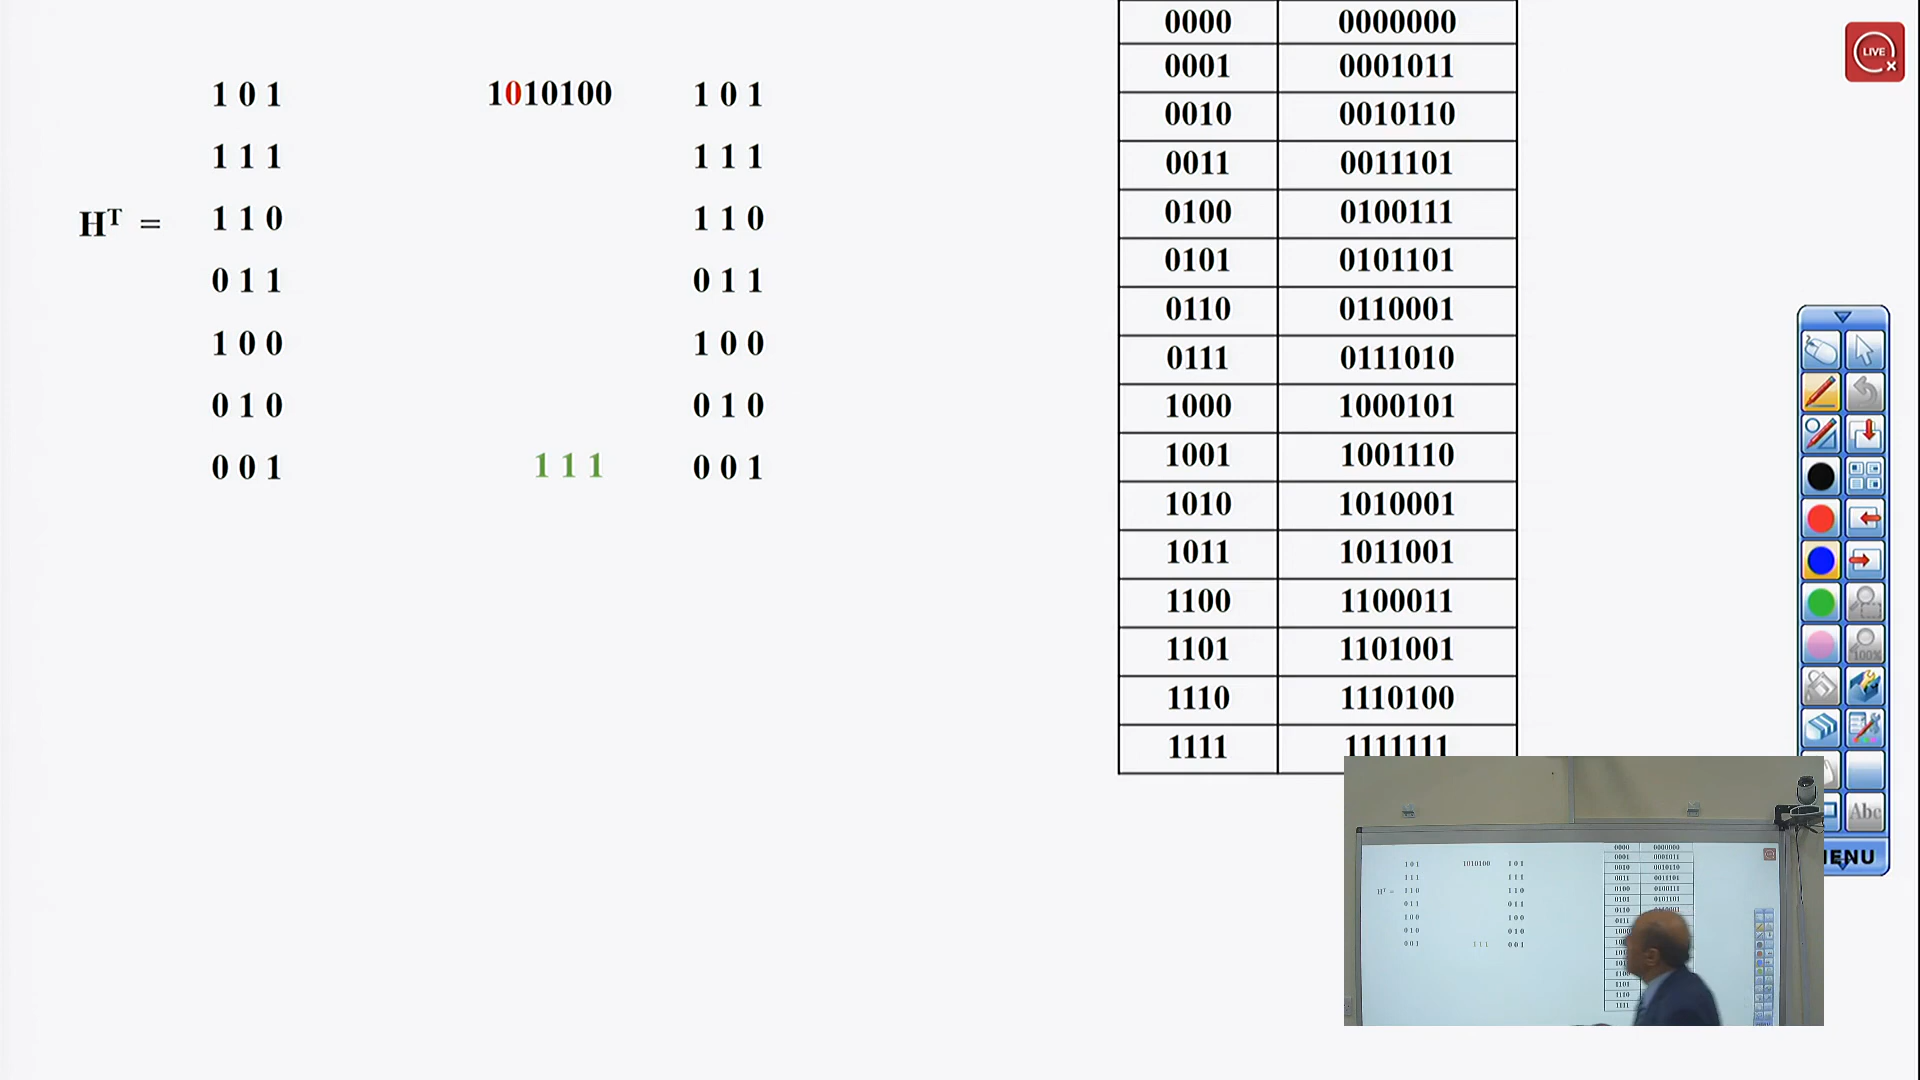 1 0 1 1010100 1 0 1
1 1 1 1 1 1
Hᵀ = 1 1 0 1 1 0
0 1 1 0 1 1
1 0 0 1 0 0
0 1 0 0 1 0
0 0 1 1 1 1 0 0 1
0000 0000000
0001 0001011
0010 0010110
0011 0011101
0100 0100111
0101 0101101
0110 0110001
0111 0111010
1000 1000101
1001 1001110
1010 1010001
1011 1011001
1100 1100011
1101 1101001
1110 1110100
1111 1111111
LIVE
100%
Abc